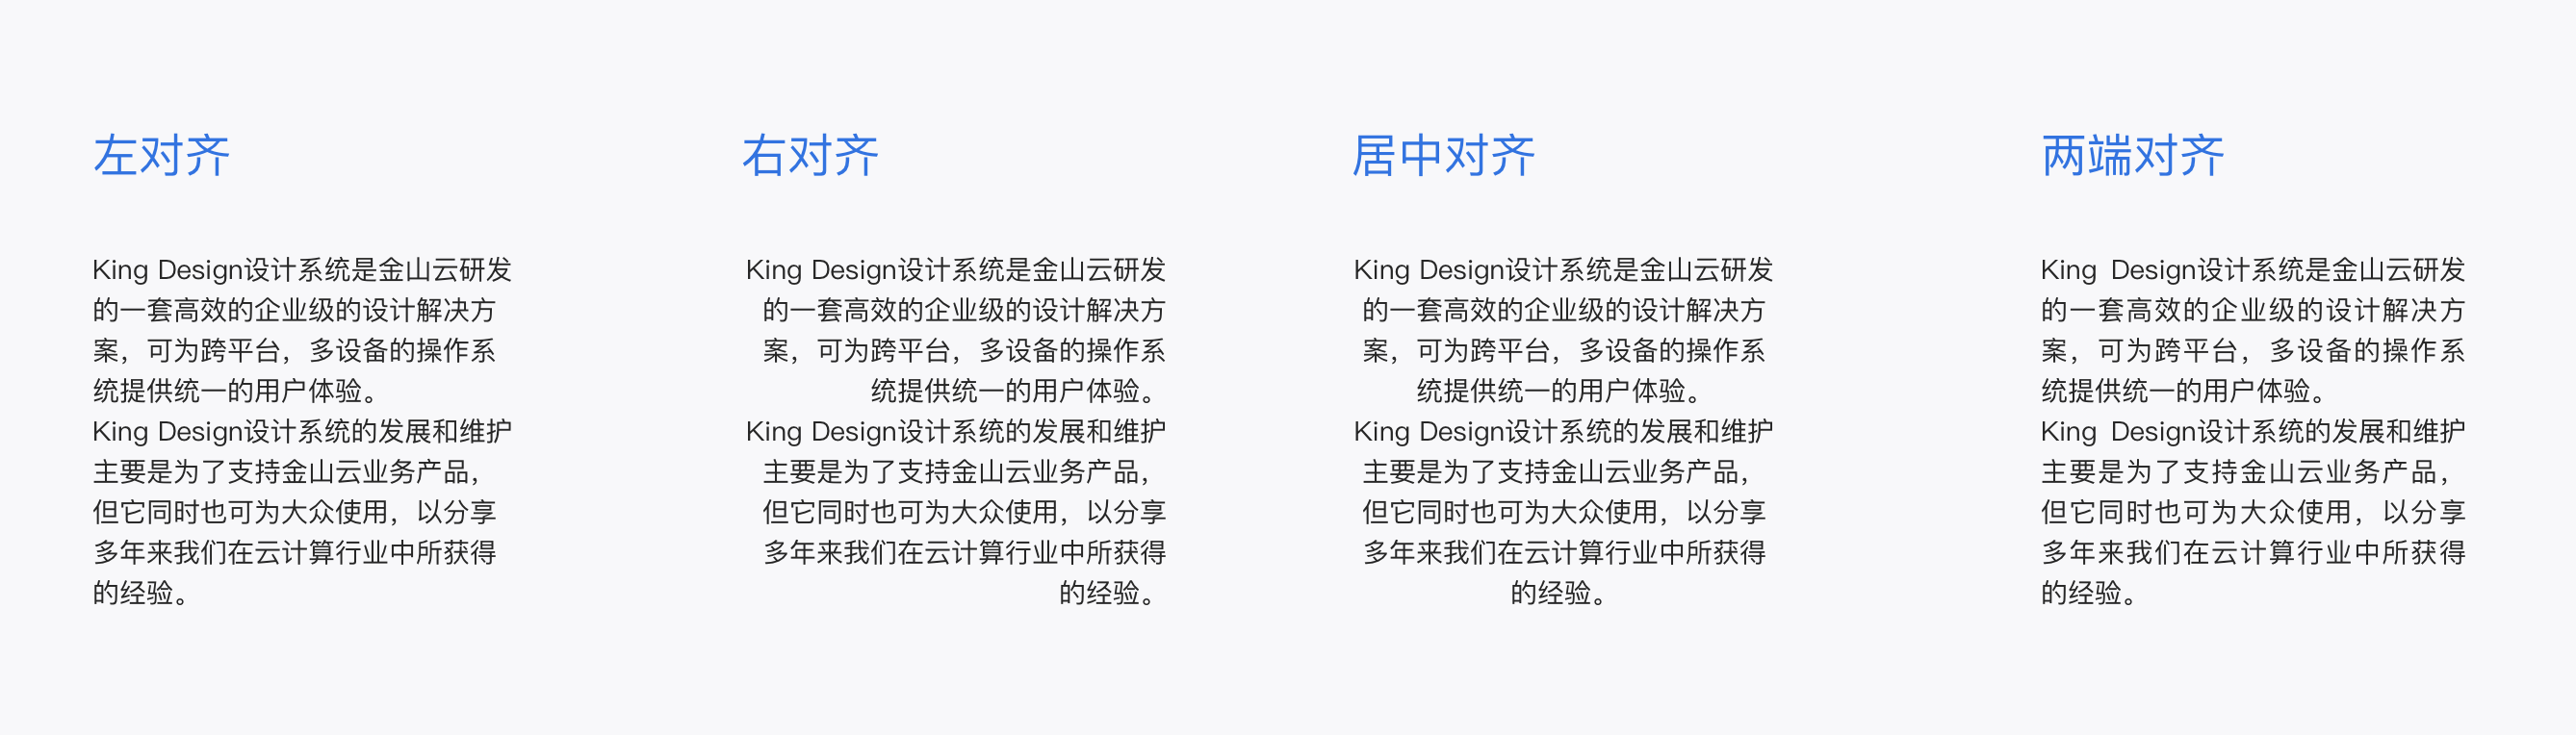 左对齐
King Design设计系统是金山云研发
的一套高效的企业级的设计解决方
案，可为跨平台，多设备的操作系
统提供统一的用户体验。
King Design设计系统的发展和维护
主要是为了支持金山云业务产品，
但它同时也可为大众使用，以分享
多年来我们在云计算行业中所获得
的经验。
右对齐
King Design设计系统是金山云研发
的一套高效的企业级的设计解决方
案，可为跨平台，多设备的操作系
统提供统一的用户体验。
King Design设计系统的发展和维护
主要是为了支持金山云业务产品，
但它同时也可为大众使用，以分享
多年来我们在云计算行业中所获得
的经验。
居中对齐
King Design设计系统是金山云研发
的一套高效的企业级的设计解决方
案，可为跨平台，多设备的操作系
统提供统一的用户体验。
King Design设计系统的发展和维护
主要是为了支持金山云业务产品，
但它同时也可为大众使用，以分享
多年来我们在云计算行业中所获得
的经验。
两端对齐
King Design设计系统是金山云研发
的一套高效的企业级的设计解决方
案，可为跨平台，多设备的操作系
统提供统一的用户体验。
King Design设计系统的发展和维护
主要是为了支持金山云业务产品，
但它同时也可为大众使用，以分享
多年来我们在云计算行业中所获得
的经验。